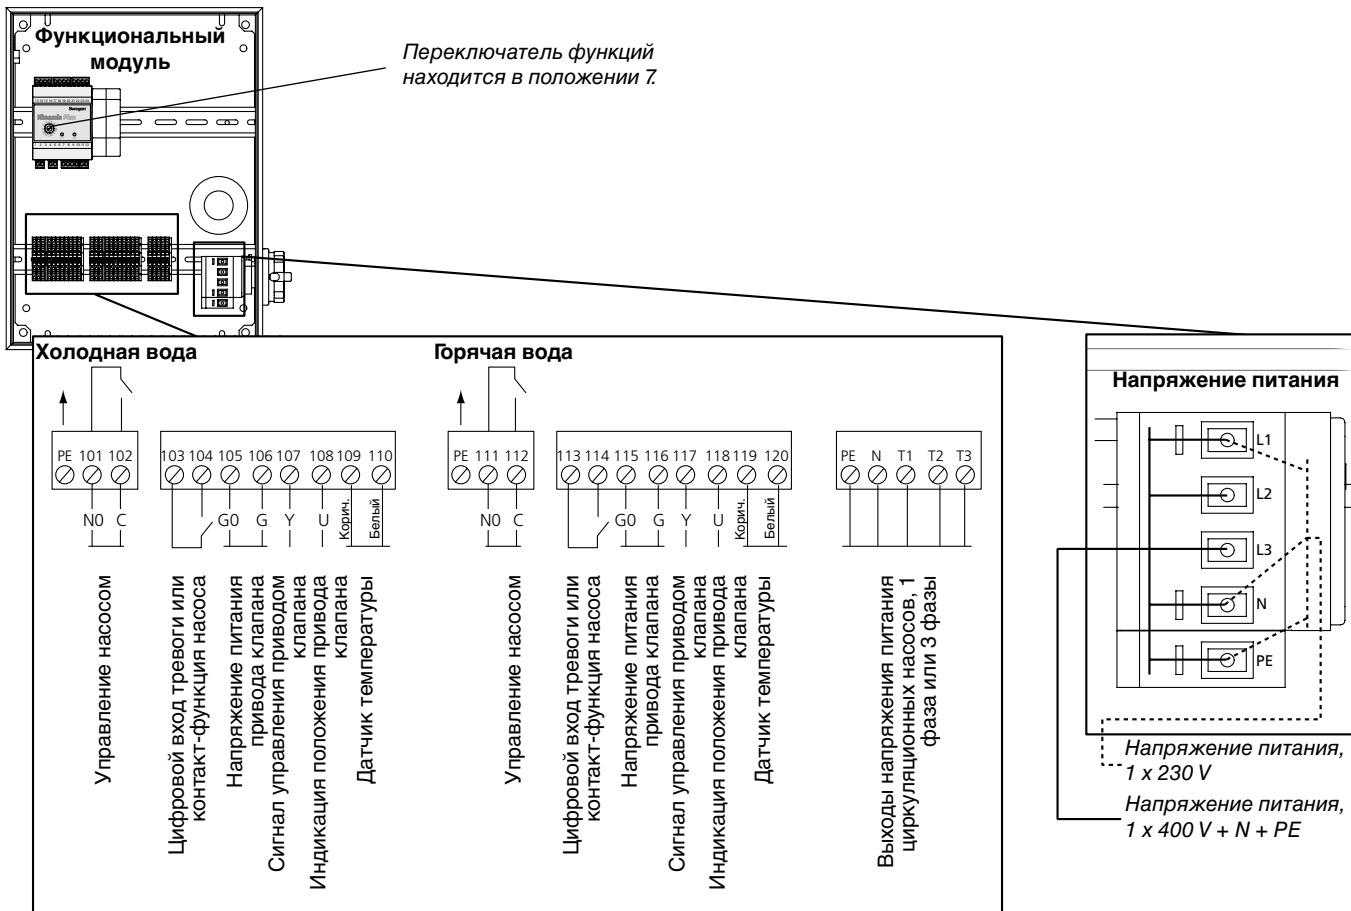 Функциональный
модуль
Переключатель функций
находится в положении 7.
Swegon
Холодная вода
Горячая вода
Напряжение питания
PE 101 102
103 104 105 106 107 108 109 110
PE 111 112
113 114 115 116 117 118 119 120
PE N T1 T2 T3
N0 C
G0 G Y U
Корич.
Белый
N0 C
G0 G Y U
Корич.
Белый
Управление насосом
Цифровой вход тревоги или
контакт-функция насоса
Напряжение питания
привода клапана
Сигнал управления приводом
клапана
Индикация положения привода
клапана
Датчик температуры
Управление насосом
Цифровой вход тревоги или
контакт-функция насоса
Напряжение питания
привода клапана
Сигнал управления приводом
клапана
Индикация положения привода
клапана
Датчик температуры
Выходы напряжения питания
циркуляционных насосов, 1
фаза или 3 фазы
L1
L2
L3
N
PE
Напряжение питания,
1 x 230 V
Напряжение питания,
1 x 400 V + N + PE